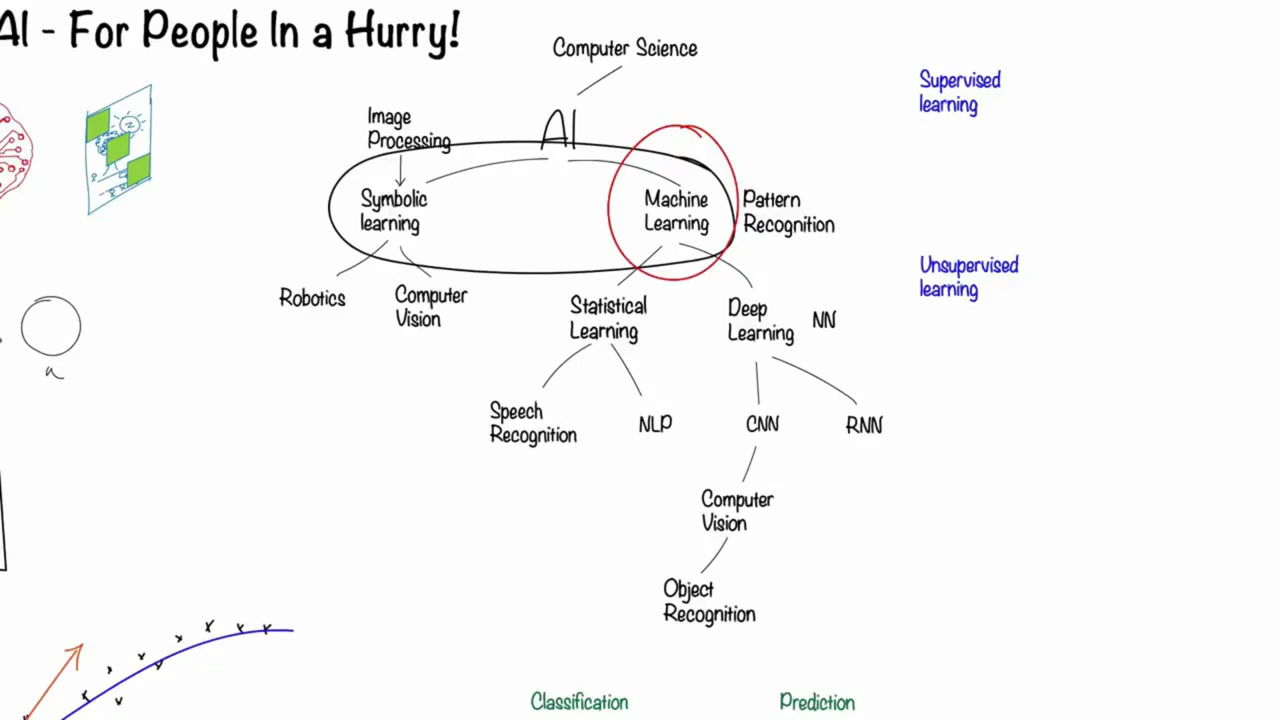 AI - For People In a Hurry!
Computer Science
AI
Image
Processing
Symbolic
learning
Machine
Learning
Pattern
Recognition
Supervised
learning
Unsupervised
learning
Robotics
Computer
Vision
Statistical
Learning
Deep
Learning
NN
Speech
Recognition
NLP
CNN
RNN
Computer
Vision
Object
Recognition
Classification
Prediction